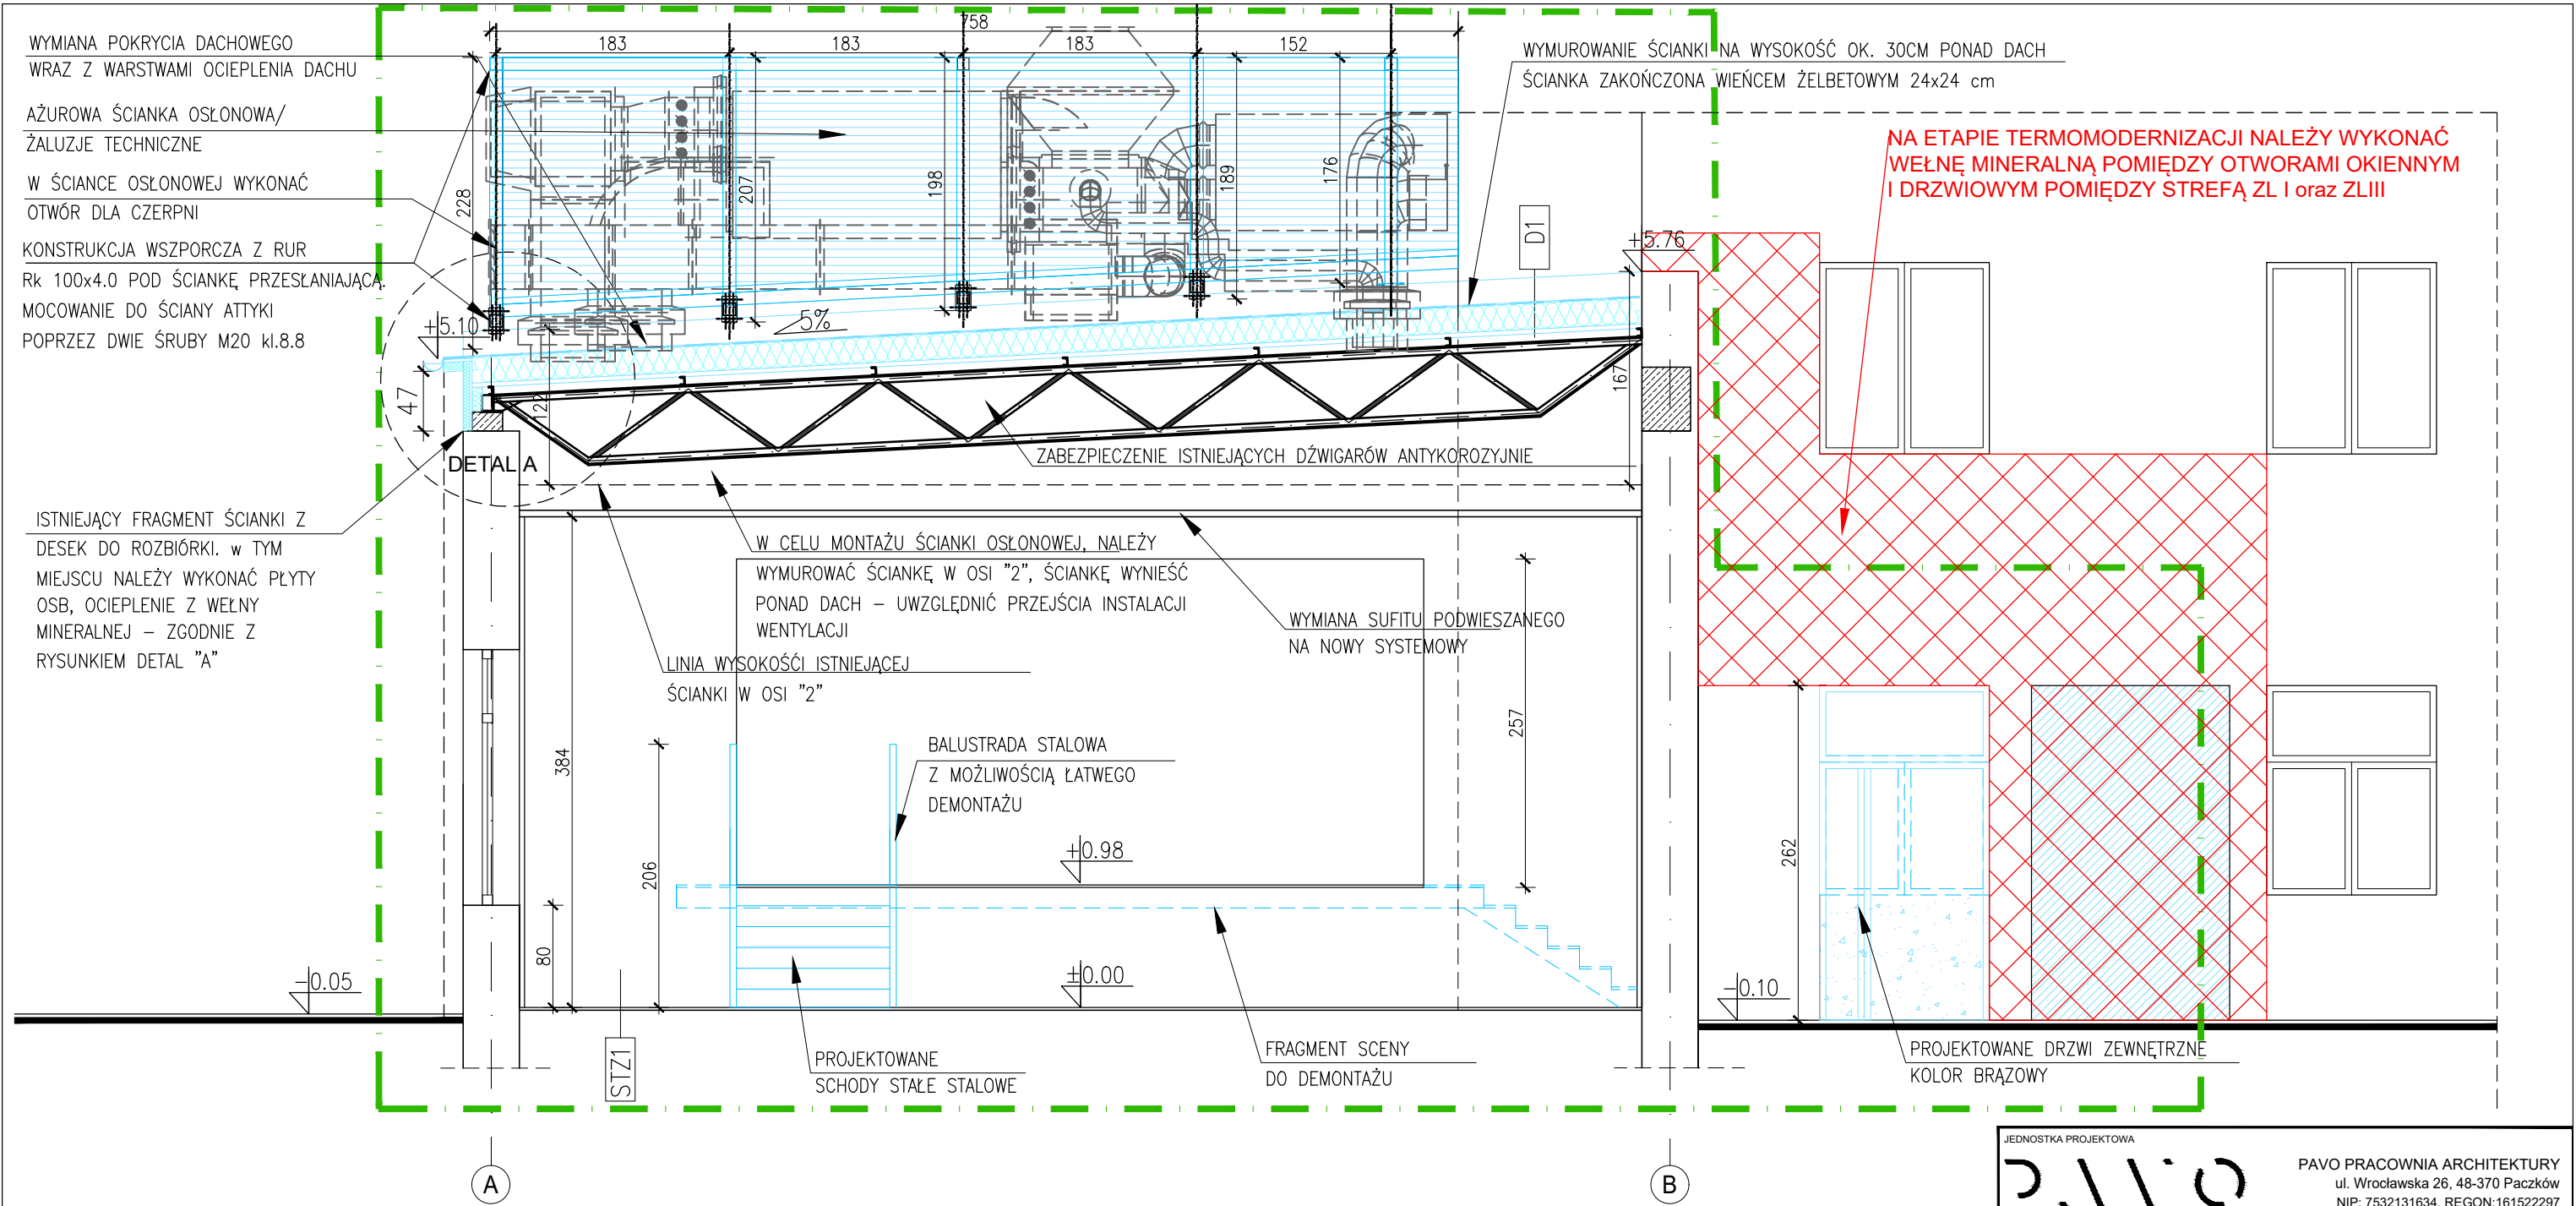 WYMIANA POKRYCIA DACHOWEGO
WRAZ Z WARSTWAMI OCIEPLENIA DACHU
AŻUROWA ŚCIANKA OSŁONOWA/
ŻALUZJE TECHNICZNE
W ŚCIANCE OSŁONOWEJ WYKONAĆ
OTWÓR DLA CZERPNI
KONSTRUKCJA WSZPORCZA Z RUR
Rk 100x4.0 POD ŚCIANKĘ PRZESŁANIAJĄCĄ.
MOCOWANIE DO ŚCIANY ATTYKI
POPRZEZ DWIE ŚRUBY M20 kl.8.8
758
183
183
183
152
228
207
198
189
176
WYMUROWANIE ŚCIANKI NA WYSOKOŚĆ OK. 30CM PONAD DACH
ŚCIANKA ZAKOŃCZONA WIEŃCEM ŻELBETOWYM 24x24 cm
NA ETAPIE TERMOMODERNIZACJI NALEŻY WYKONAĆ
WEŁNĘ MINERALNĄ POMIĘDZY OTWORAMI OKIENNYM
I DRZWIOWYM POMIĘDZY STREFĄ ZL I oraz ZLIII
D1
+5.76
+5.10
5%
47
122
167
DETAL A
ZABEZPIECZENIE ISTNIEJĄCYCH DŹWIGARÓW ANTYKOROZYJNIE
ISTNIEJĄCY FRAGMENT ŚCIANKI Z
DESEK DO ROZBIÓRKI. w TYM
MIEJSCU NALEŻY WYKONAĆ PŁYTY
OSB, OCIEPLENIE Z WEŁNY
MINERALNEJ – ZGODNIE Z
RYSUNKIEM DETAL "A"
W CELU MONTAŻU ŚCIANKI OSŁONOWEJ, NALEŻY
WYMUROWAĆ ŚCIANKĘ W OSI "2", ŚCIANKĘ WYNIEŚĆ
PONAD DACH – UWZGLĘDNIĆ PRZEJŚCIA INSTALACJI
WENTYLACJI
WYMIANA SUFITU PODWIESZANEGO
NA NOWY SYSTEMOWY
LINIA WYSOKOŚĆI ISTNIEJĄCEJ
ŚCIANKI W OSI "2"
BALUSTRADA STALOWA
Z MOŻLIWOŚCIĄ ŁATWEGO
DEMONTAŻU
384
206
80
257
262
+0.98
±0.00
-0.05
-0.10
STZ1
PROJEKTOWANE
SCHODY STAŁE STALOWE
FRAGMENT SCENY
DO DEMONTAŻU
PROJEKTOWANE DRZWI ZEWNĘTRZNE
KOLOR BRĄZOWY
A
B
JEDNOSTKA PROJEKTOWA
PAVO
PAVO PRACOWNIA ARCHITEKTURY
ul. Wrocławska 26, 48-370 Paczków
NIP: 7532131634, REGON:161522297